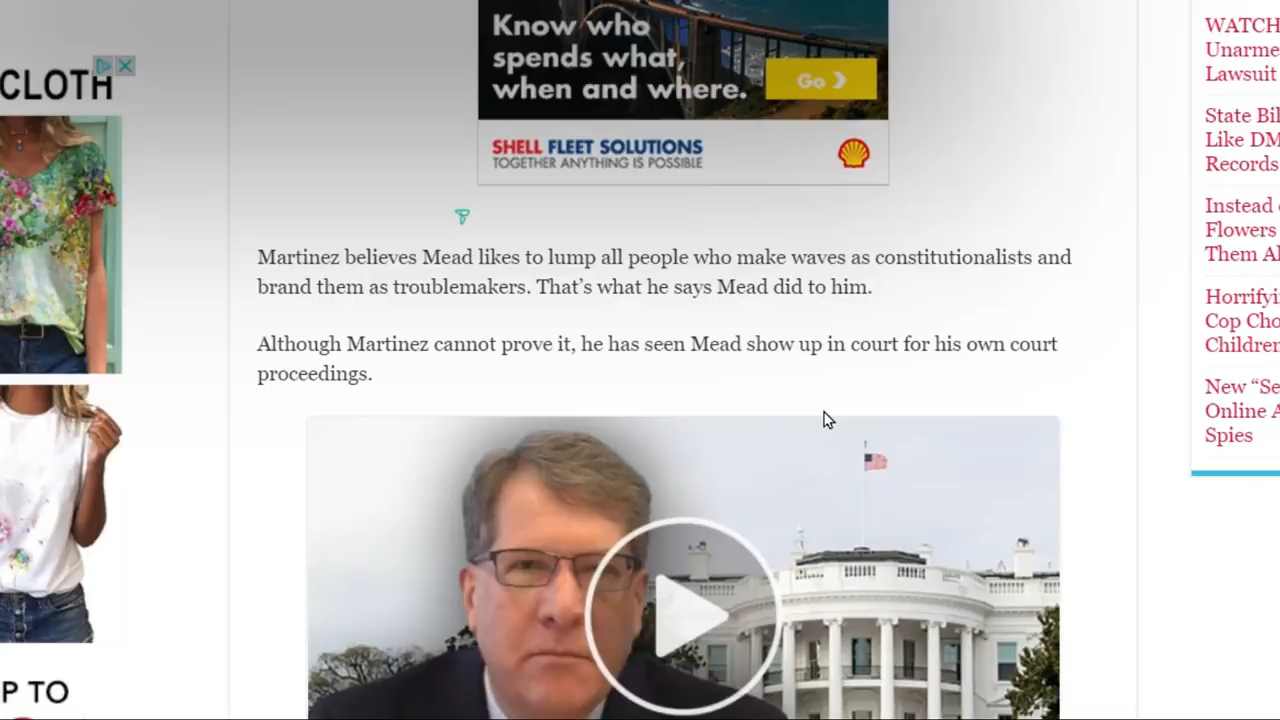 CLOTH
P TO
Know who
spends what,
when and where.
Go
SHELL FLEET SOLUTIONS
TOGETHER ANYTHING IS POSSIBLE
Martinez believes Mead likes to lump all people who make waves as constitutionalists and
brand them as troublemakers. That’s what he says Mead did to him.
Although Martinez cannot prove it, he has seen Mead show up in court for his own court
proceedings.
WATCH
Unarme
Lawsuit
State Bil
Like DM
Records
Instead
Flowers
Them Al
Horrifyi
Cop Cho
Children
New “Se
Online A
Spies